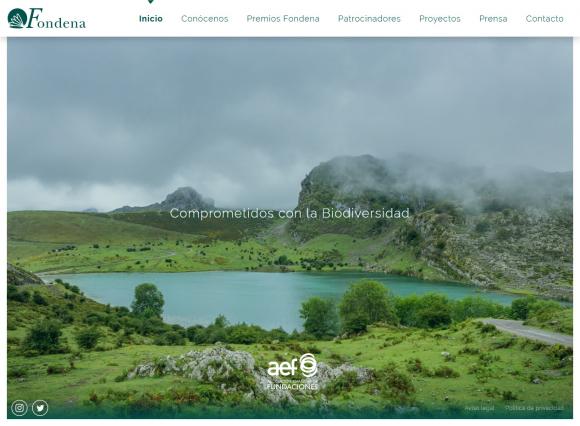 Fondena
Inicio
Conócenos
Premios Fondena
Patrocinadores
Proyectos
Prensa
Contacto
Comprometidos con la Biodiversidad
aef
FUNDACIONES
Aviso legal
Política de privacidad